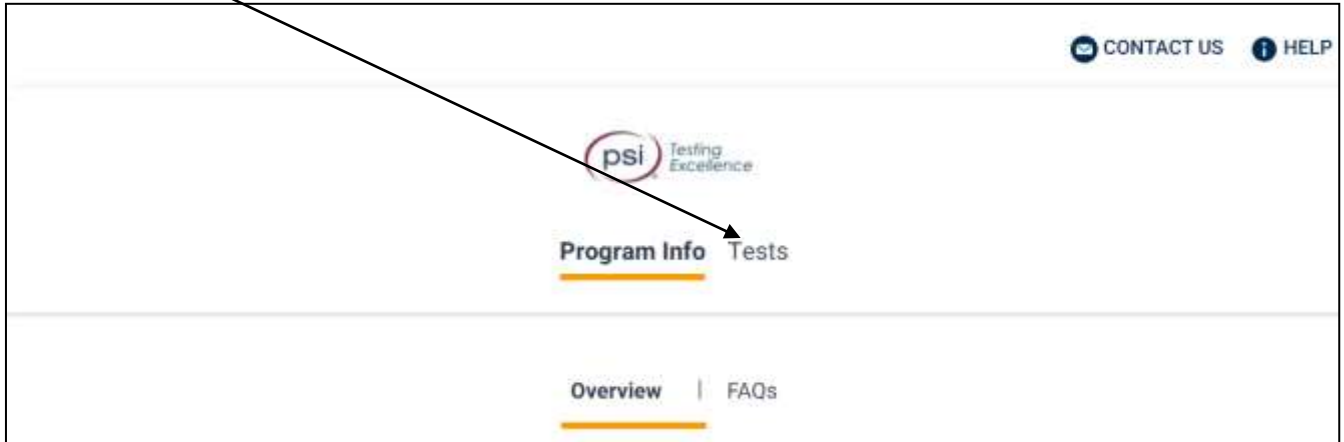 CONTACT US HELP
psi Testing
Excellence
Program Info Tests
Overview | FAQs